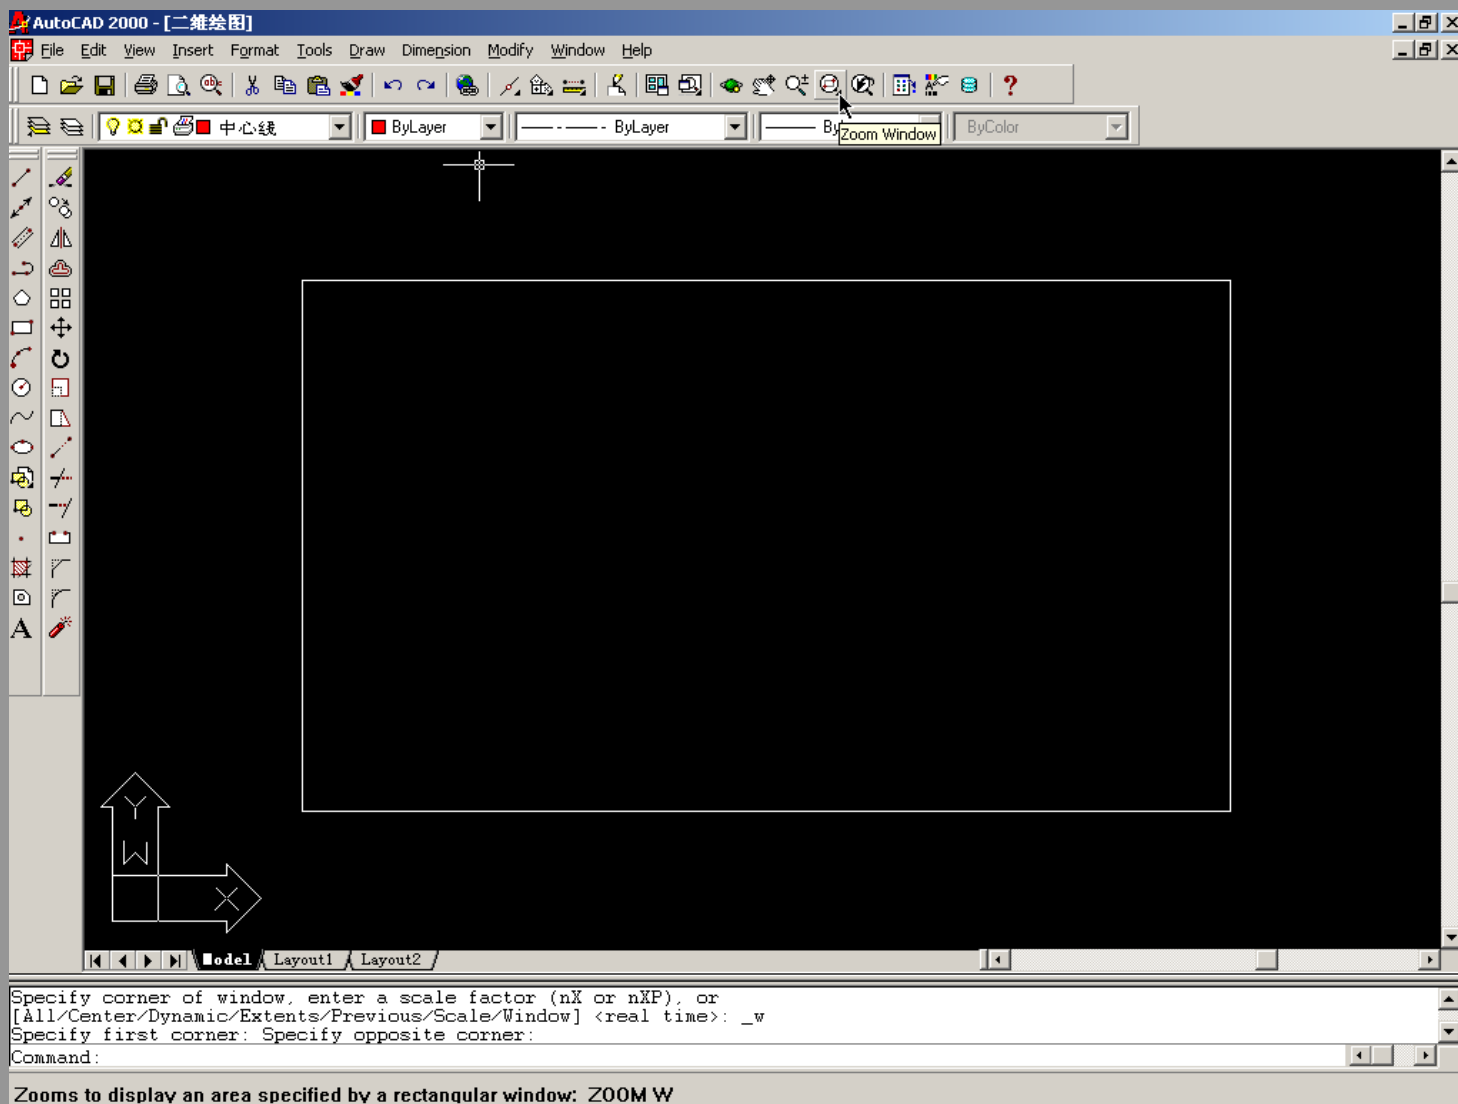 AutoCAD 2000 - [二维绘图]
File Edit View Insert Format Tools Draw Dimension Modify Window Help
中心线 ByLayer ByLayer By ByColor
Zoom Window
A
Y
W
X
Model Layout1 Layout2
Specify corner of window, enter a scale factor (nX or nXP), or
[All/Center/Dynamic/Extents/Previous/Scale/Window] <real time>: _w
Specify first corner: Specify opposite corner:
Command:
Zooms to display an area specified by a rectangular window: ZOOM W